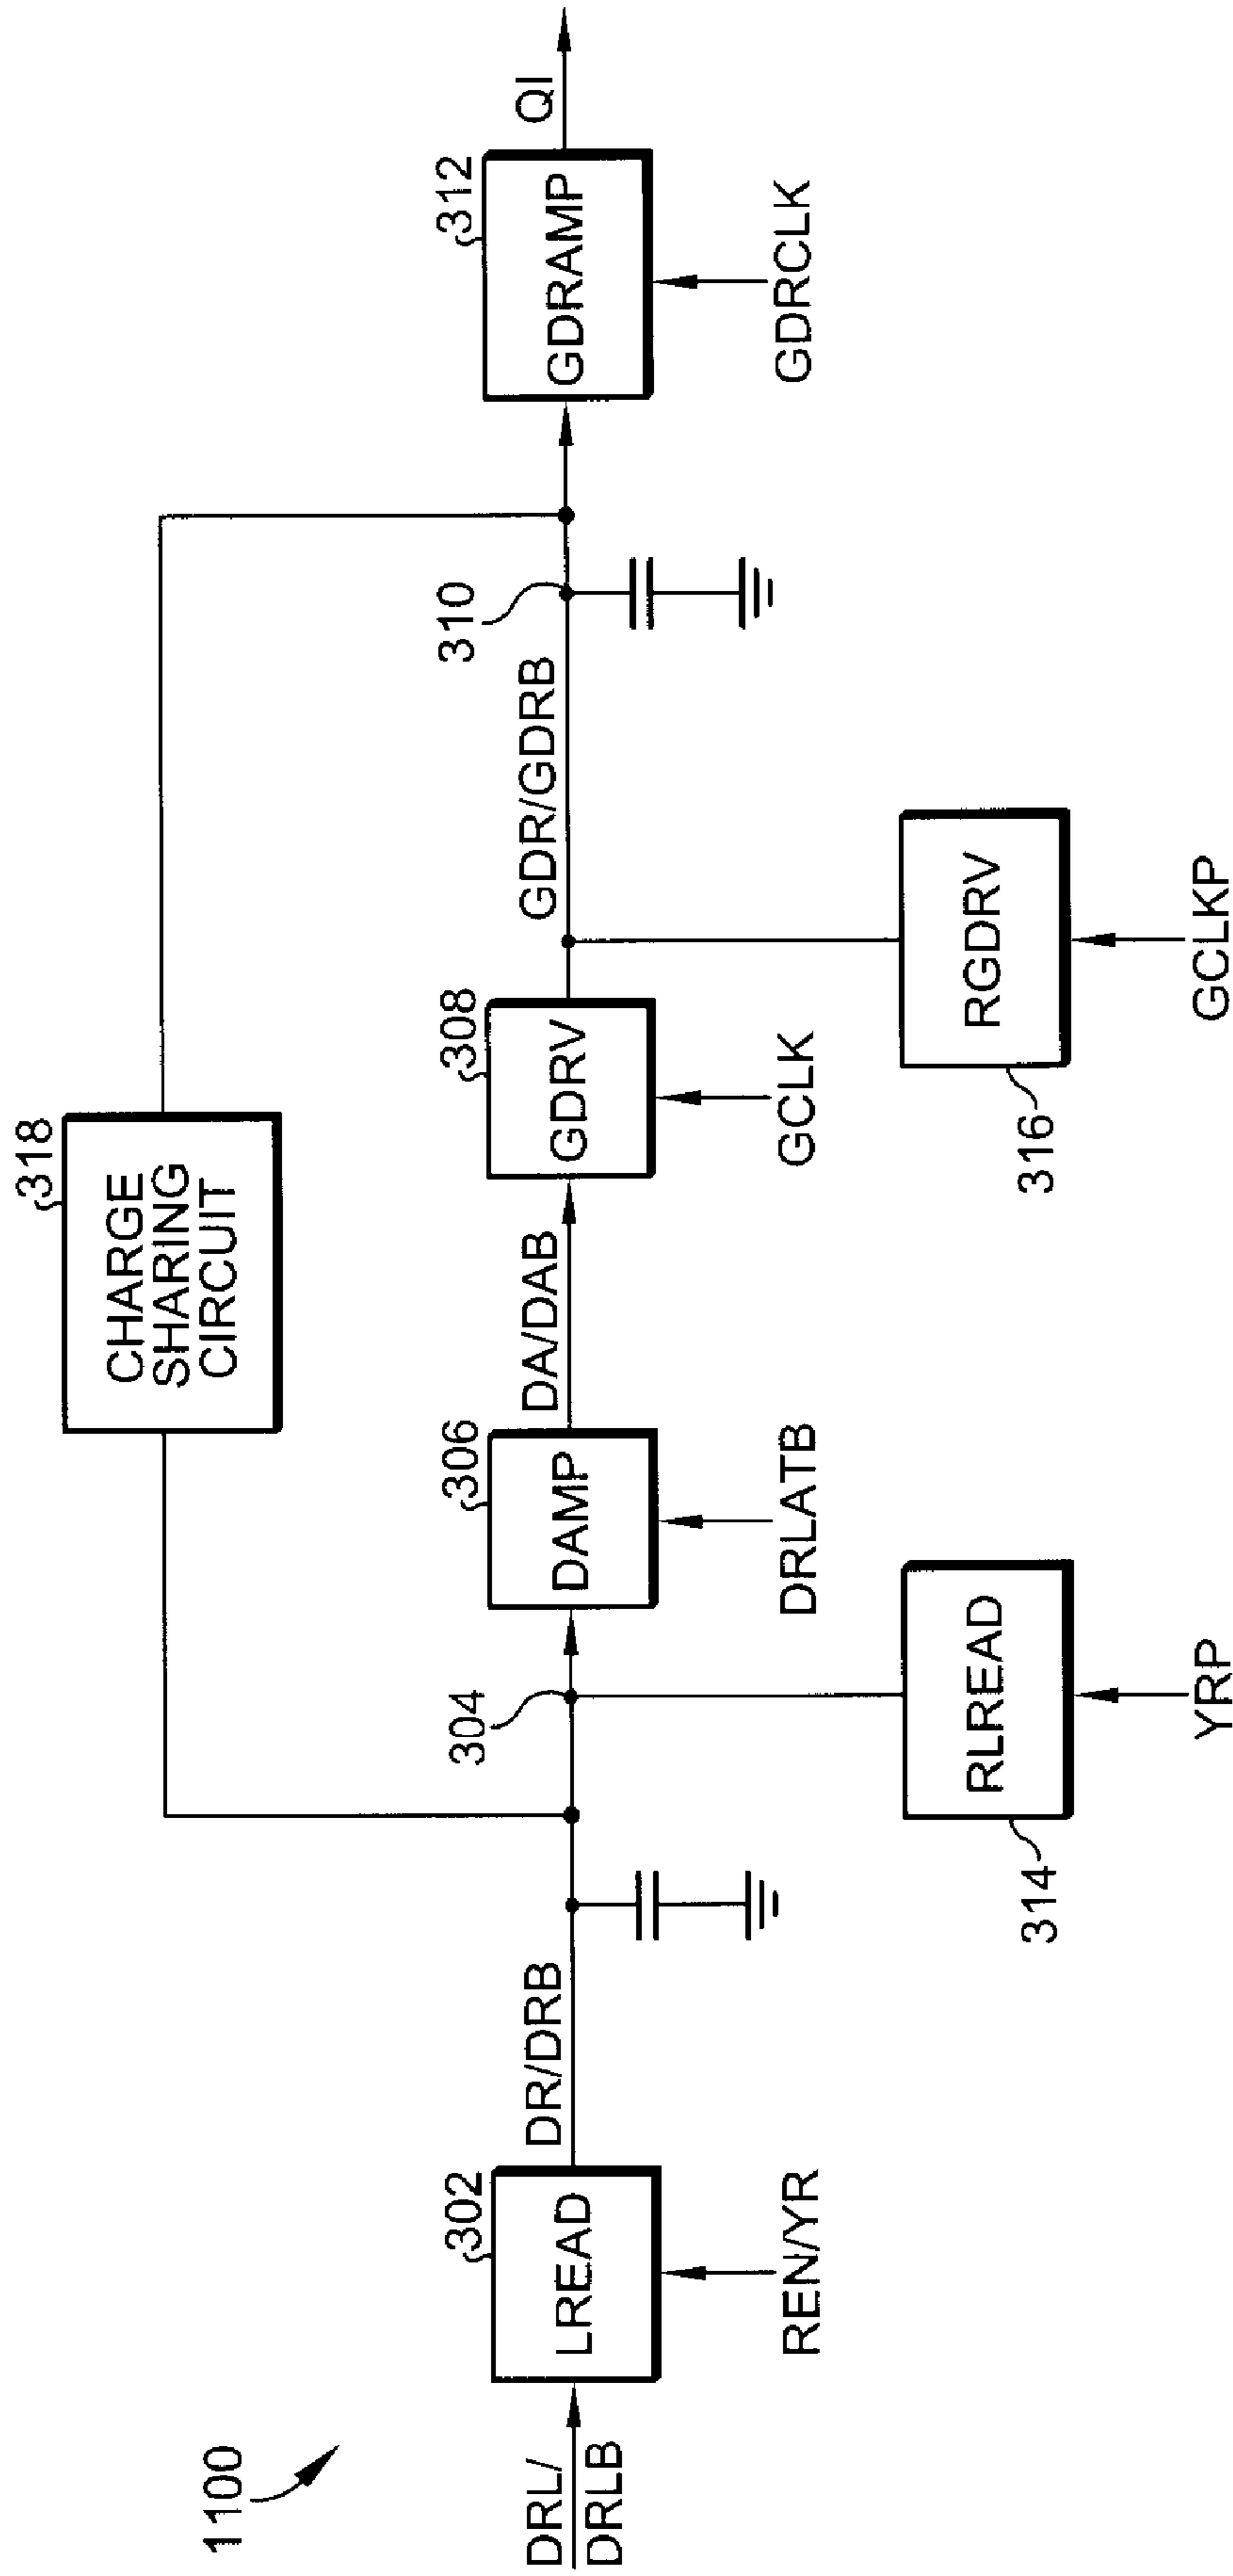 1100
318
CHARGE
SHARING
CIRCUIT
DRL/
DRLB
302
LREAD
REN/YR
DR/DRB
304
314
RLREAD
YRP
306
DAMP
DRLATB
DA/DAB
308
GDRV
GCLK
316
RGDRV
GCLKP
GDR/GDRB
310
312
GDRAMP
GDRCLK
QI